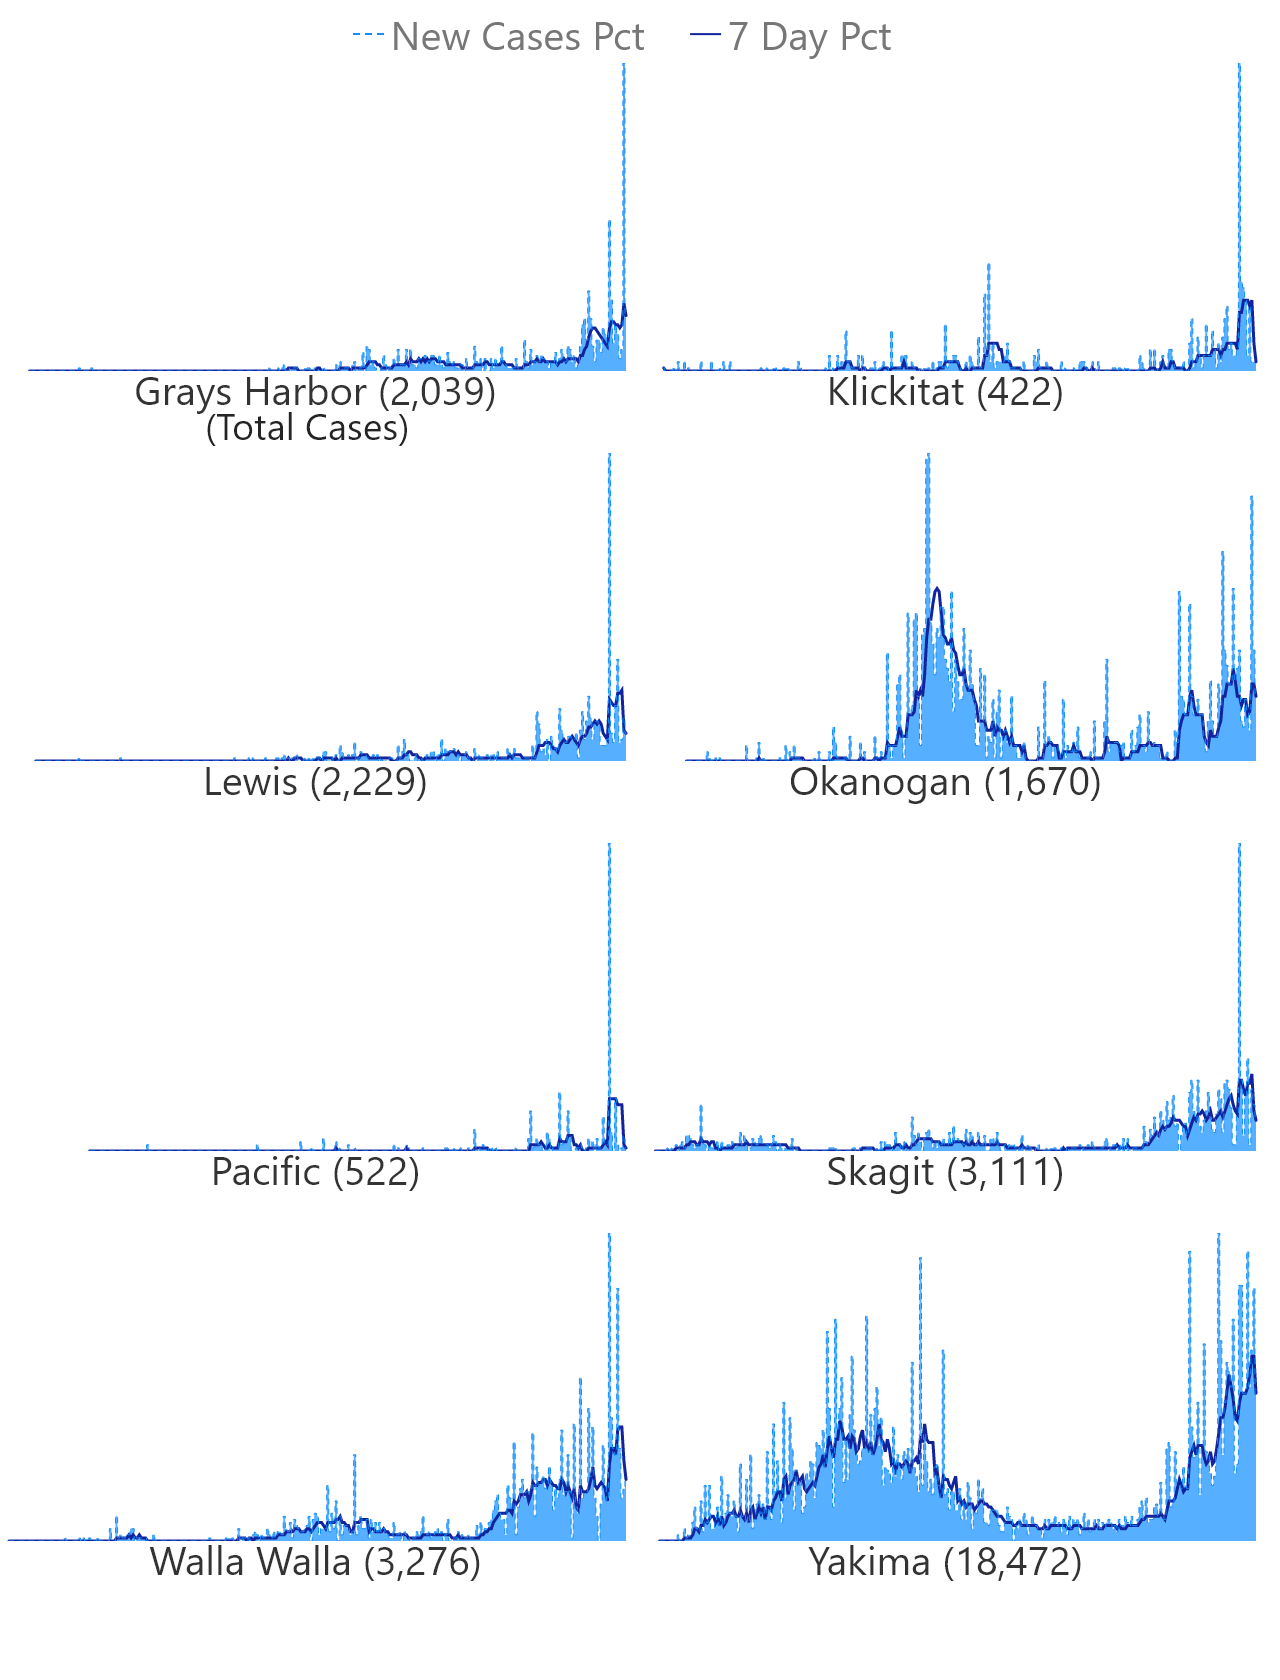 New Cases Pct 7 Day Pct
Grays Harbor (2,039) Klickitat (422)
(Total Cases)
Lewis (2,229) Okanogan (1,670)
Pacific (522) Skagit (3,111)
Walla Walla (3,276) Yakima (18,472)